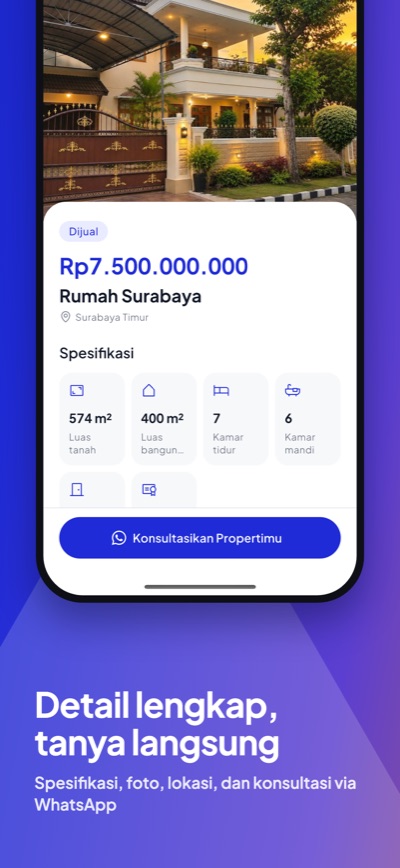 Dijual
Rp7.500.000.000
Rumah Surabaya
Surabaya Timur
Spesifikasi
574 m²
Luas
tanah
400 m²
Luas
bangun...
7
Kamar
tidur
6
Kamar
mandi
Konsultasikan Propertimu
Detail lengkap,
tanya langsung
Spesifikasi, foto, lokasi, dan konsultasi via
WhatsApp